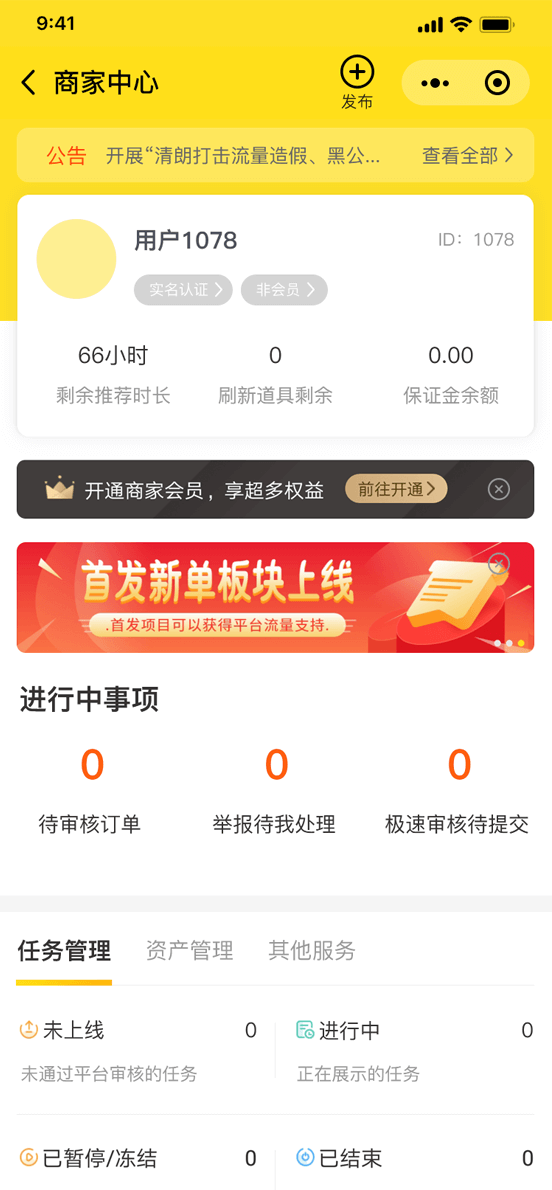 9:41
商家中心
发布
公告 开展“清朗打击流量造假、黑公... 查看全部
用户1078
ID: 1078
实名认证 非会员
66小时 0 0.00
剩余推荐时长 刷新道具剩余 保证金余额
开通商家会员，享超多权益 前往开通
首发新单板块上线
.首发项目可以获得平台流量支持.
进行中事项
0 0 0
待审核订单 举报待我处理 极速审核待提交
任务管理 资产管理 其他服务
未上线 0 进行中 0
未通过平台审核的任务 正在展示的任务
已暂停/冻结 0 已结束 0